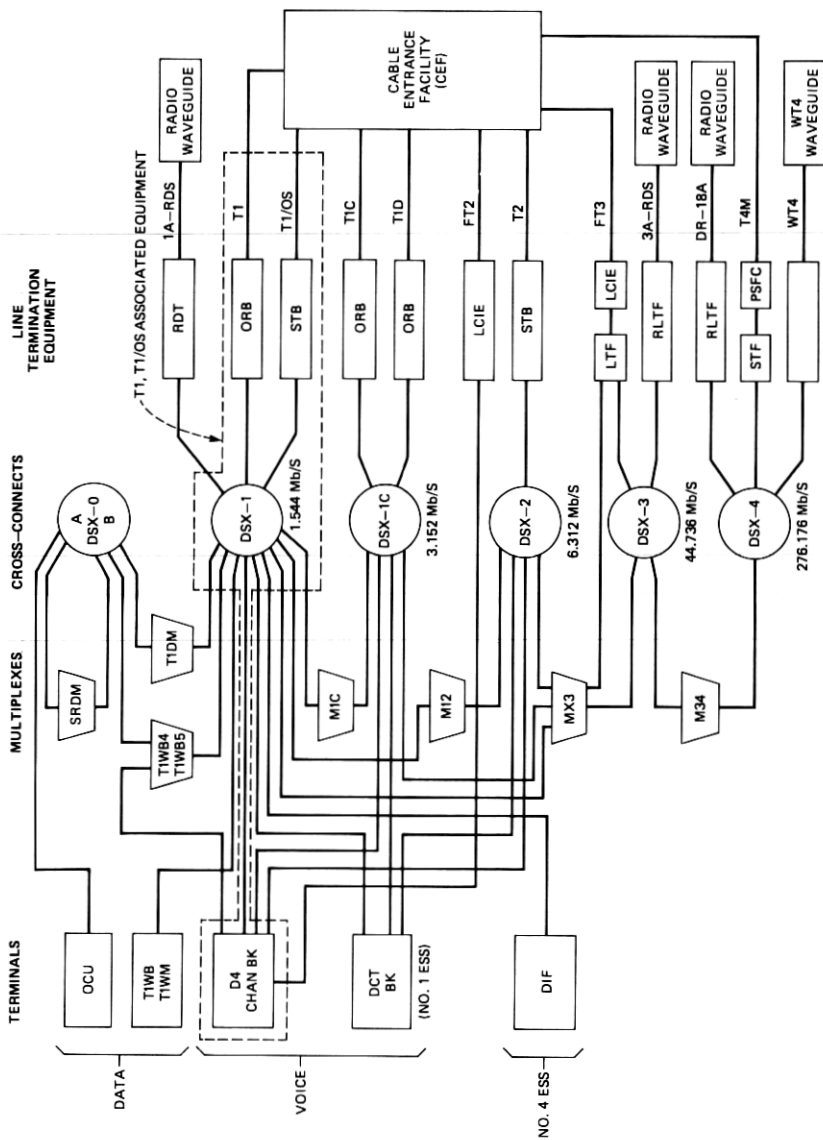 TERMINALS
MULTIPLEXES
CROSS-CONNECTS
LINE
TERMINATION
EQUIPMENT
DATA
VOICE
NO. 4 ESS
OCU
T1WB
T1WM
D4
CHAN BK
DCT
BK
(NO. 1 ESS)
DIF
SRDM
T1WB4
T1WB5
T1DM
M1C
M12
MX3
M34
A
DSX-0
B
DSX-1
1.544 Mb/S
DSX-1C
3.152 Mb/S
DSX-2
6.312 Mb/S
DSX-3
44.736 Mb/S
DSX-4
276.176 Mb/S
T1, T1/OS ASSOCIATED EQUIPMENT
RDT
ORB
STB
ORB
ORB
LCIE
STB
LTF
LCIE
RLTF
RLTF
STF
PSFC
1A-RDS
T1
T1/OS
T1C
T1D
FT2
T2
FT3
3A-RDS
DR-18A
T4M
WT4
RADIO
WAVEGUIDE
CABLE
ENTRANCE
FACILITY
(CEF)
RADIO
WAVEGUIDE
RADIO
WAVEGUIDE
WT4
WAVEGUIDE